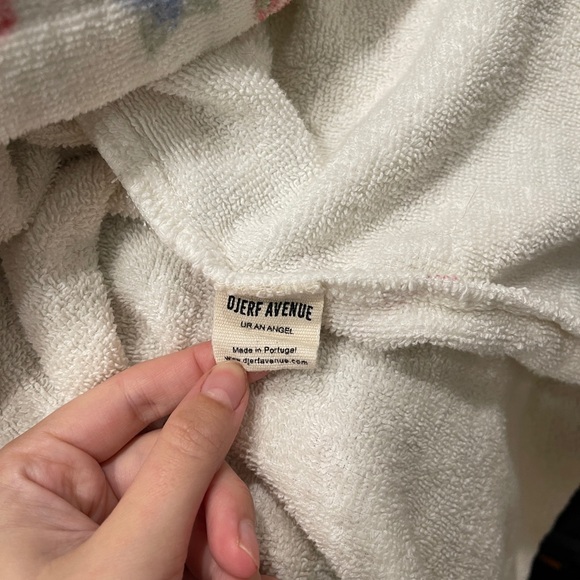 DJERF AVENUE
UR AN ANGEL
Made in Portugal
www.djerfavenue.com